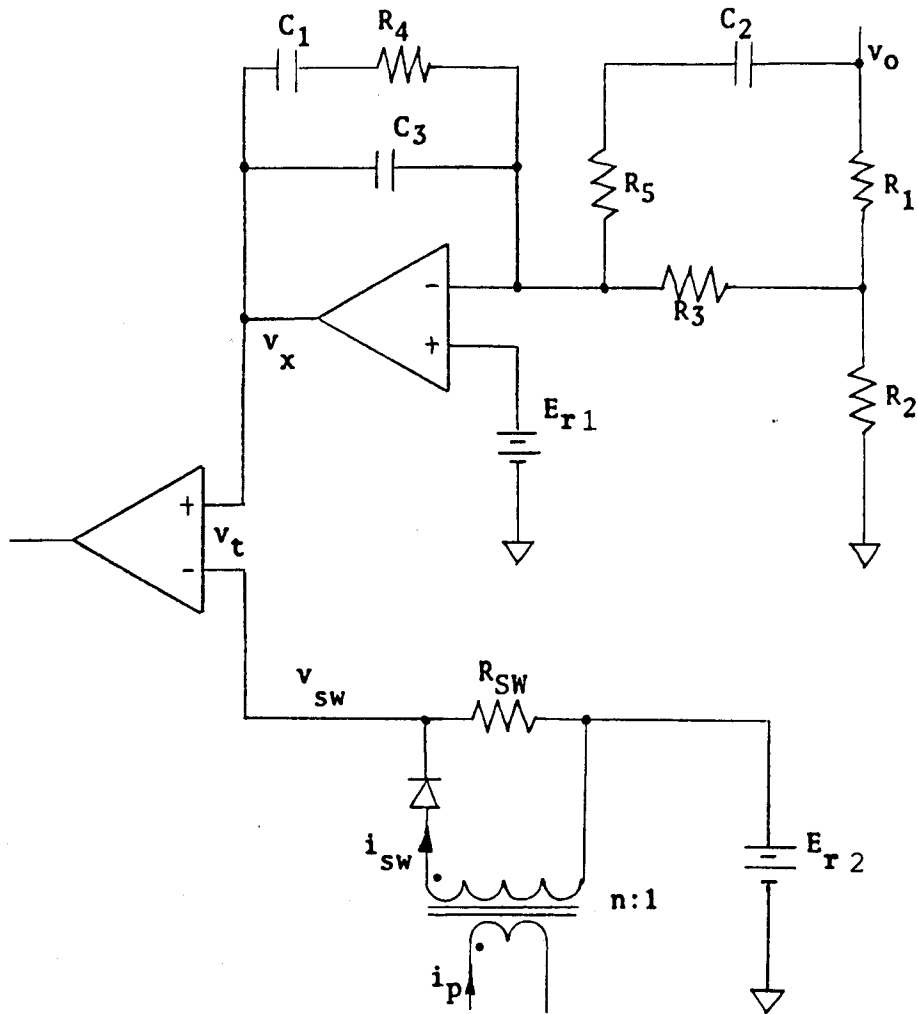 C1
R4
C2
vo
C3
R5
R1
-
R3
+
vx
R2
Er1
+
vt
-
vsw
RSW
isw
Er2
n:1
ip